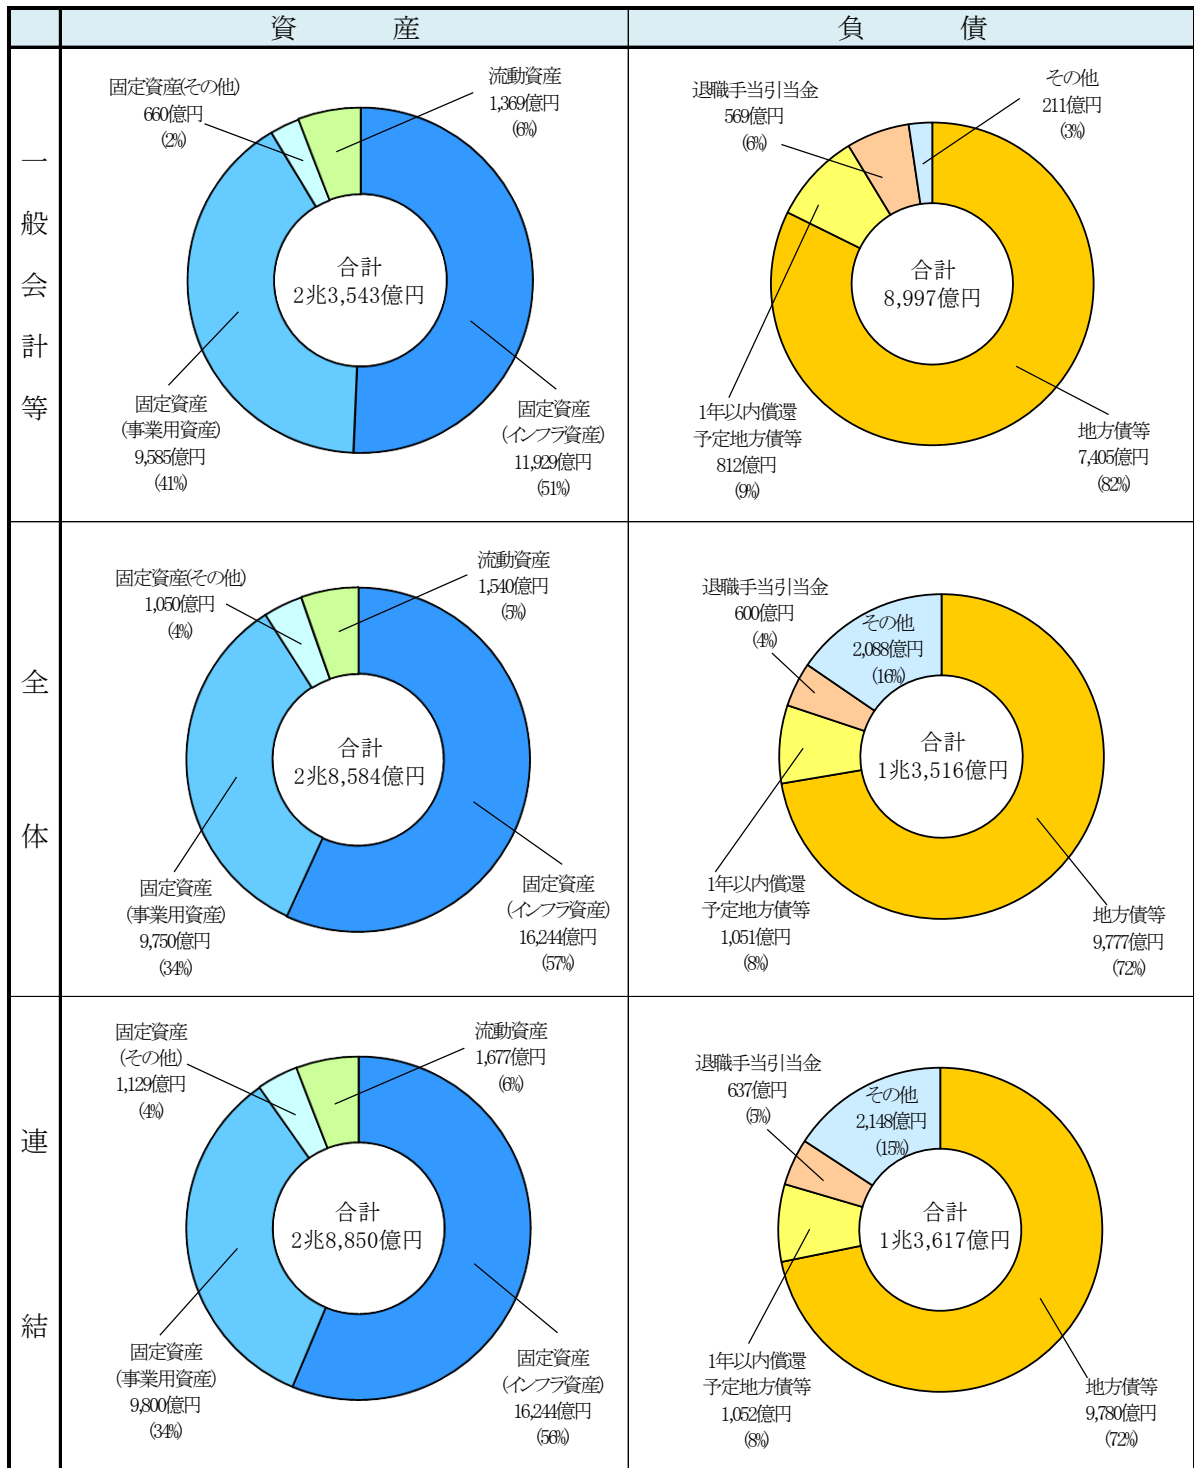 資産
負債
一般会計等
固定資産(その他)
660億円
(2%)
流動資産
1,369億円
(6%)
合計
2兆3,543億円
固定資産
(事業用資産)
9,585億円
(41%)
固定資産
(インフラ資産)
11,929億円
(51%)
退職手当引当金
569億円
(6%)
その他
211億円
(3%)
合計
8,997億円
1年以内償還
予定地方債等
812億円
(9%)
地方債等
7,405億円
(82%)
全体
固定資産(その他)
1,050億円
(4%)
流動資産
1,540億円
(5%)
合計
2兆8,584億円
固定資産
(事業用資産)
9,750億円
(34%)
固定資産
(インフラ資産)
16,244億円
(57%)
退職手当引当金
600億円
(4%)
その他
2,088億円
(16%)
合計
1兆3,516億円
1年以内償還
予定地方債等
1,051億円
(8%)
地方債等
9,777億円
(72%)
連結
固定資産
(その他)
1,129億円
(4%)
流動資産
1,677億円
(6%)
合計
2兆8,850億円
固定資産
(事業用資産)
9,800億円
(34%)
固定資産
(インフラ資産)
16,244億円
(56%)
退職手当引当金
637億円
(5%)
その他
2,148億円
(15%)
合計
1兆3,617億円
1年以内償還
予定地方債等
1,052億円
(8%)
地方債等
9,780億円
(72%)